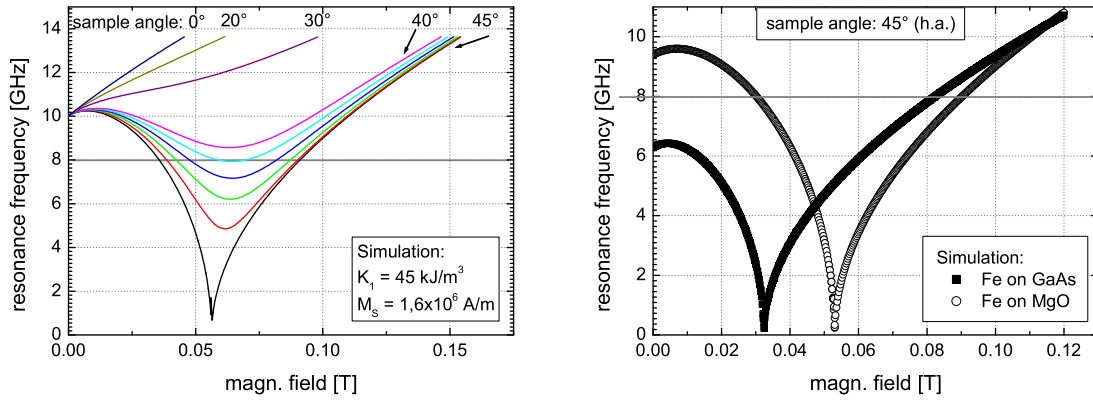 sample angle: 0° 20° 30° 40° 45°
14
12
10
8
6
4
2
0
resonance frequency [GHz]
Simulation:
K1 = 45 kJ/m³
MS = 1,6x10⁶ A/m
0.00 0.05 0.10 0.15
magn. field [T]
sample angle: 45° (h.a.)
10
8
6
4
2
0
resonance frequency [GHz]
Simulation:
Fe on GaAs
Fe on MgO
0.00 0.02 0.04 0.06 0.08 0.10 0.12
magn. field [T]